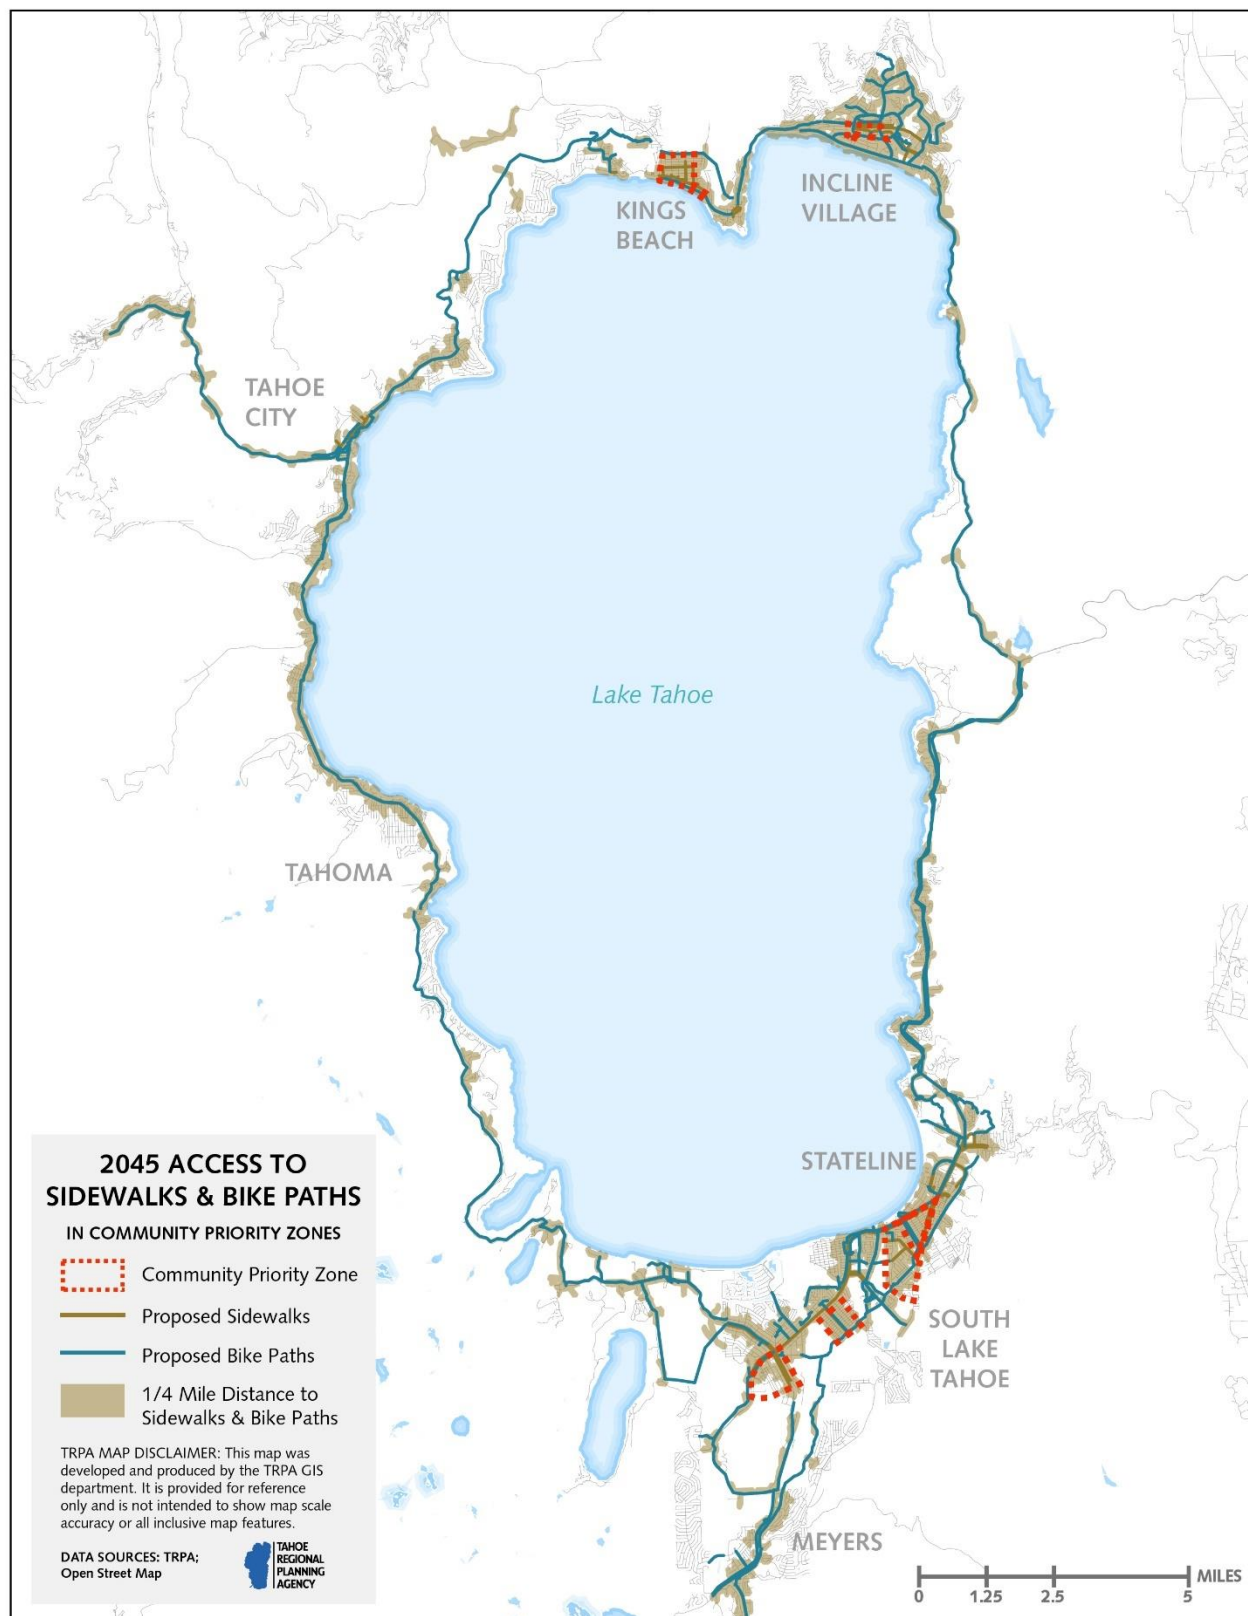 INCLINE
VILLAGE
KINGS
BEACH
TAHOE
CITY
Lake Tahoe
TAHOMA
STATELINE
SOUTH
LAKE
TAHOE
MEYERS
2045 ACCESS TO
SIDEWALKS & BIKE PATHS
IN COMMUNITY PRIORITY ZONES
Community Priority Zone
Proposed Sidewalks
Proposed Bike Paths
1/4 Mile Distance to
Sidewalks & Bike Paths
TRPA MAP DISCLAIMER: This map was
developed and produced by the TRPA GIS
department. It is provided for reference
only and is not intended to show map scale
accuracy or all inclusive map features.
DATA SOURCES: TRPA;
Open Street Map
TAHOE
REGIONAL
PLANNING
AGENCY
MILES
0 1.25 2.5 5